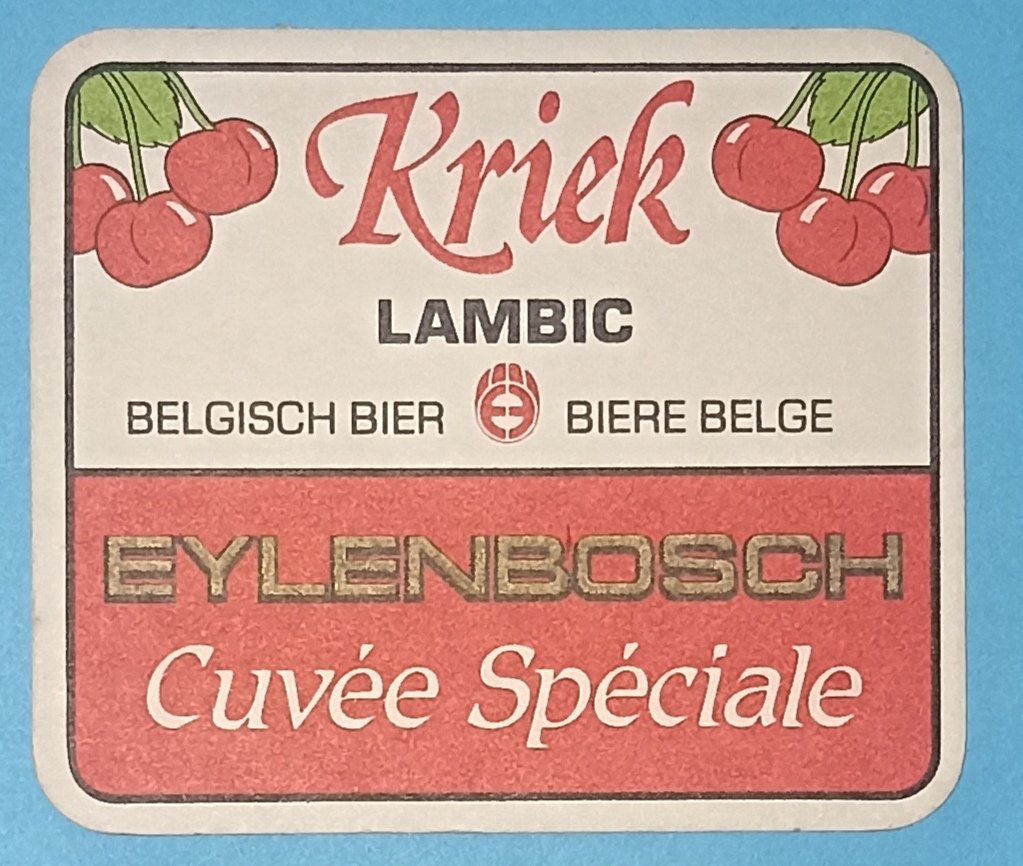 Kriek
LAMBIC
BELGISCH BIER BIERE BELGE
EYLENBOSCH
Cuvée Spéciale